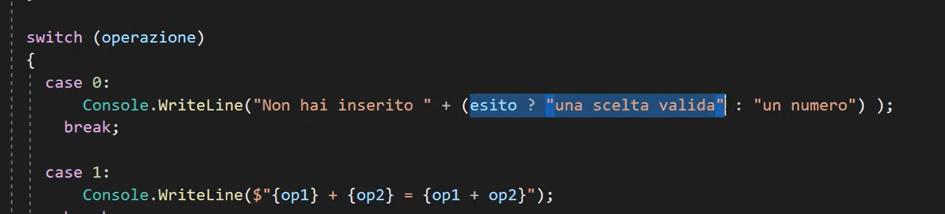 switch (operazione)
{
case 0:
Console.WriteLine("Non hai inserito " + (esito ? "una scelta valida" : "un numero") );
break;
case 1:
Console.WriteLine($"{op1} + {op2} = {op1 + op2}");